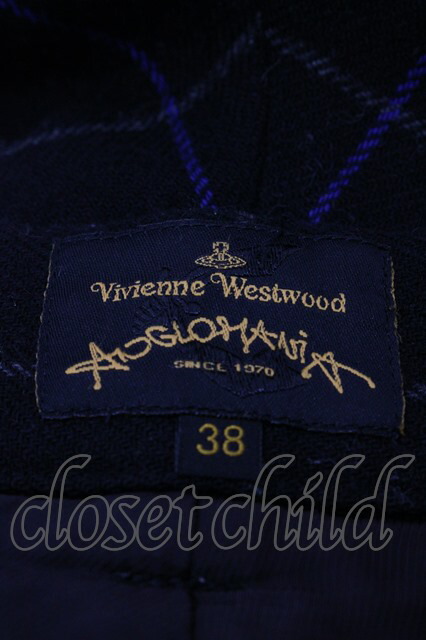 Vivienne Westwood
ANGLOMANIA
SINCE 1970
38
closet child